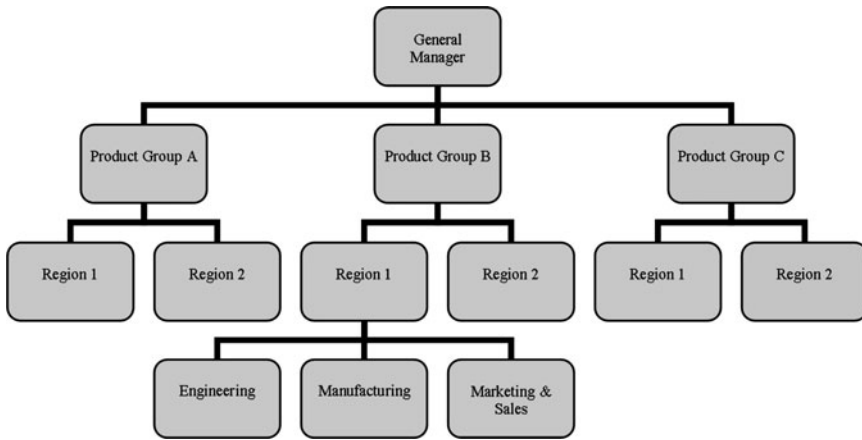 General
Manager
Product Group A
Product Group B
Product Group C
Region 1
Region 2
Region 1
Region 2
Region 1
Region 2
Engineering
Manufacturing
Marketing &
Sales